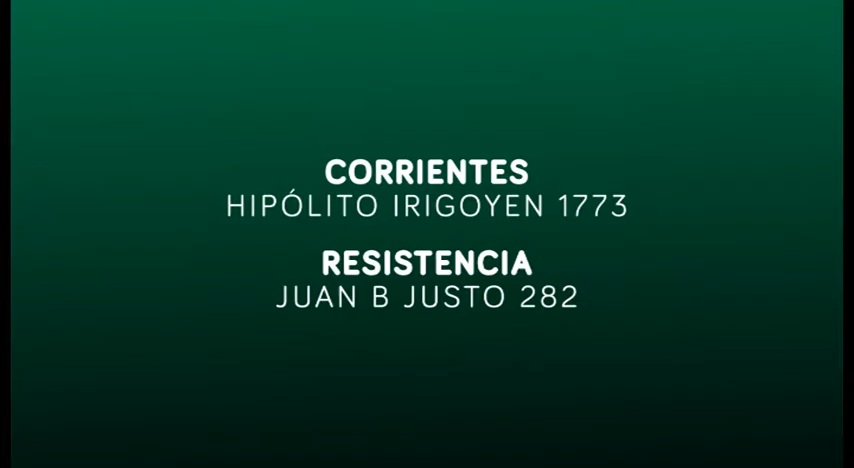 CORRIENTES
HIPÓLITO IRIGOYEN 1773
RESISTENCIA
JUAN B JUSTO 282